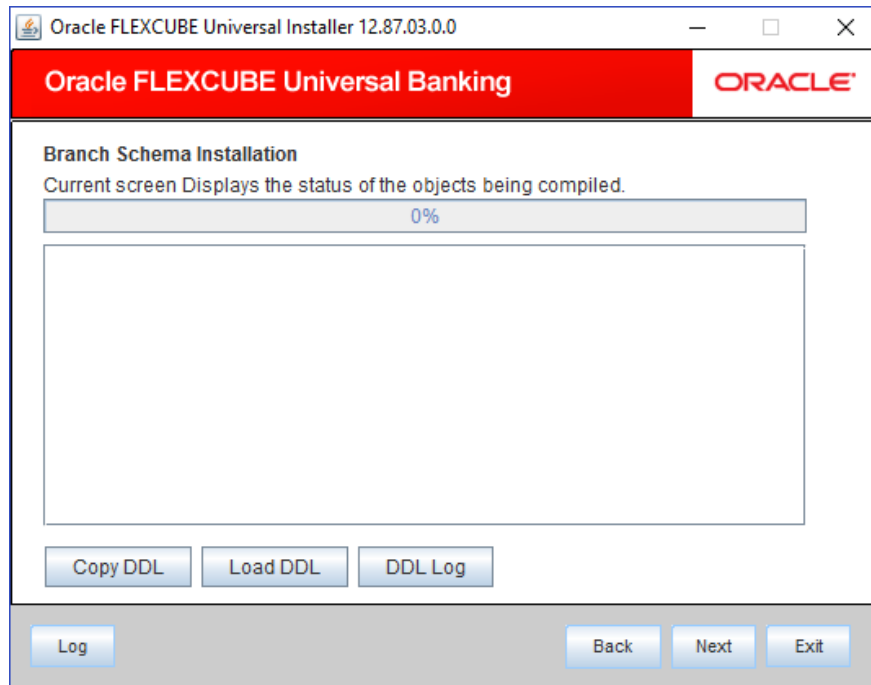 Oracle FLEXCUBE Universal Installer 12.87.03.0.0
Oracle FLEXCUBE Universal Banking
ORACLE
Branch Schema Installation
Current screen Displays the status of the objects being compiled.
0%
Copy DDL Load DDL DDL Log
Log Back Next Exit